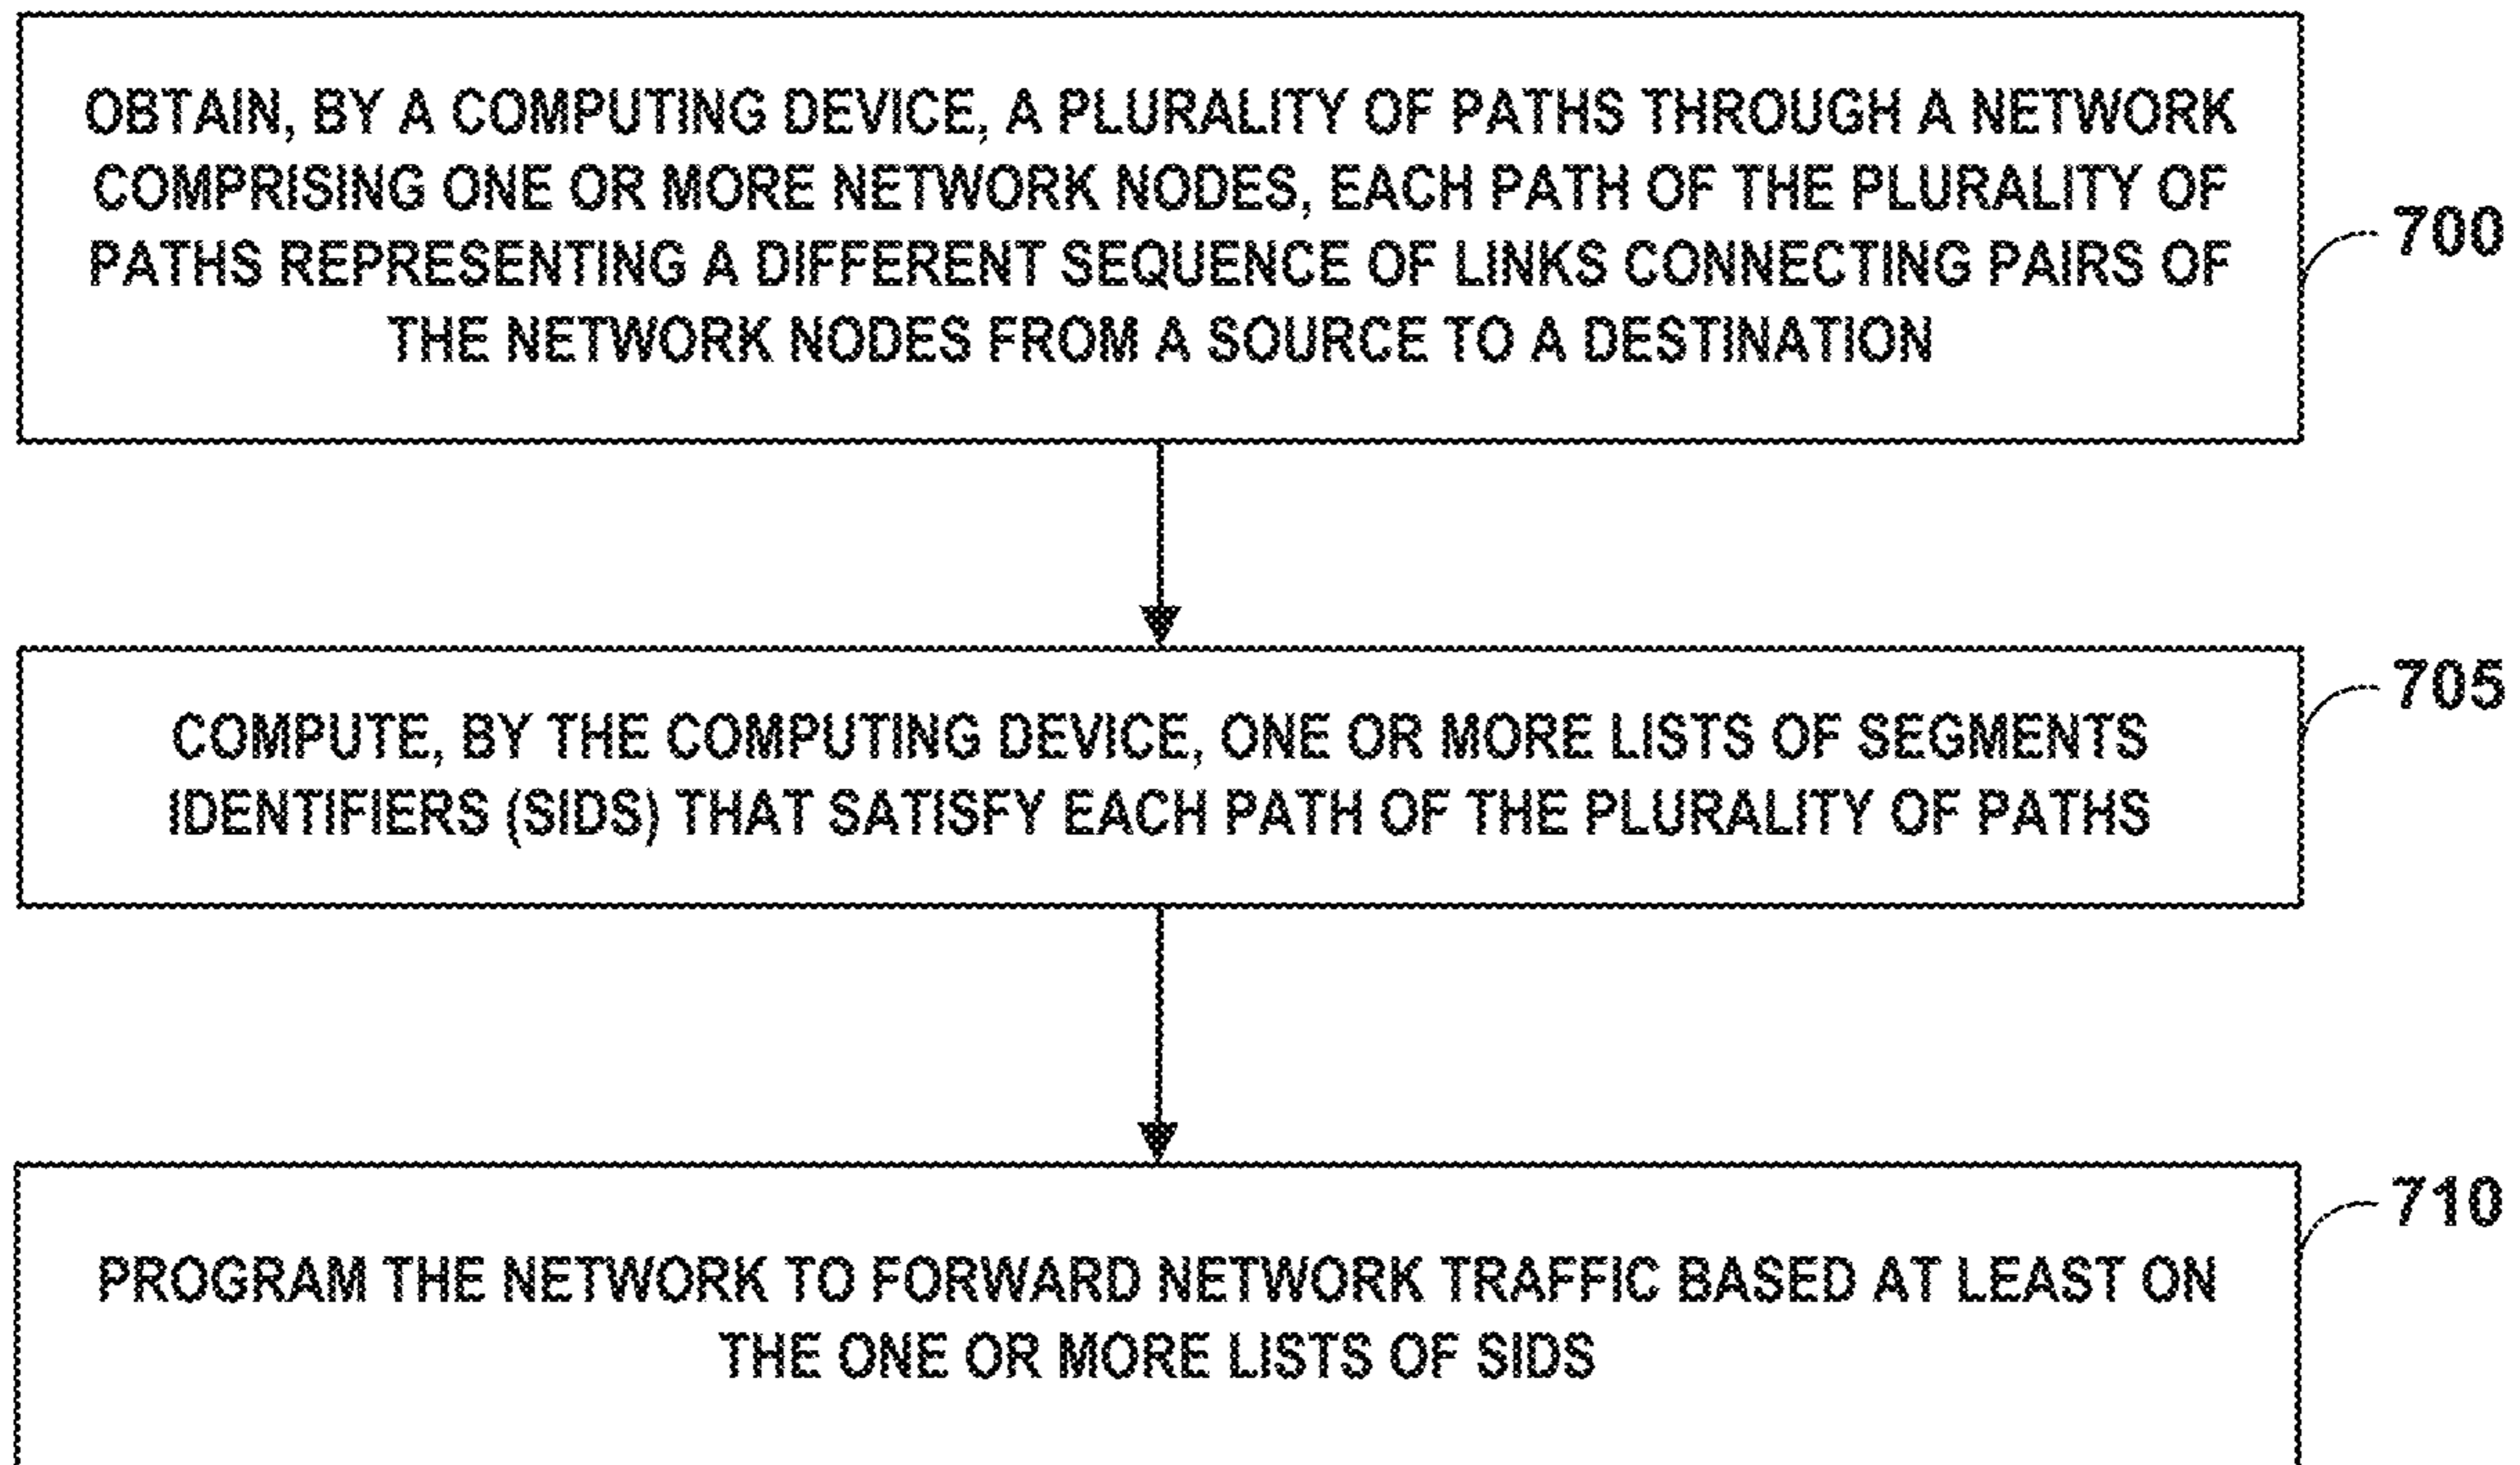 OBTAIN, BY A COMPUTING DEVICE, A PLURALITY OF PATHS THROUGH A NETWORK
COMPRISING ONE OR MORE NETWORK NODES, EACH PATH OF THE PLURALITY OF
PATHS REPRESENTING A DIFFERENT SEQUENCE OF LINKS CONNECTING PAIRS OF
THE NETWORK NODES FROM A SOURCE TO A DESTINATION
700
COMPUTE, BY THE COMPUTING DEVICE, ONE OR MORE LISTS OF SEGMENTS
IDENTIFIERS (SIDS) THAT SATISFY EACH PATH OF THE PLURALITY OF PATHS
705
PROGRAM THE NETWORK TO FORWARD NETWORK TRAFFIC BASED AT LEAST ON
THE ONE OR MORE LISTS OF SIDS
710